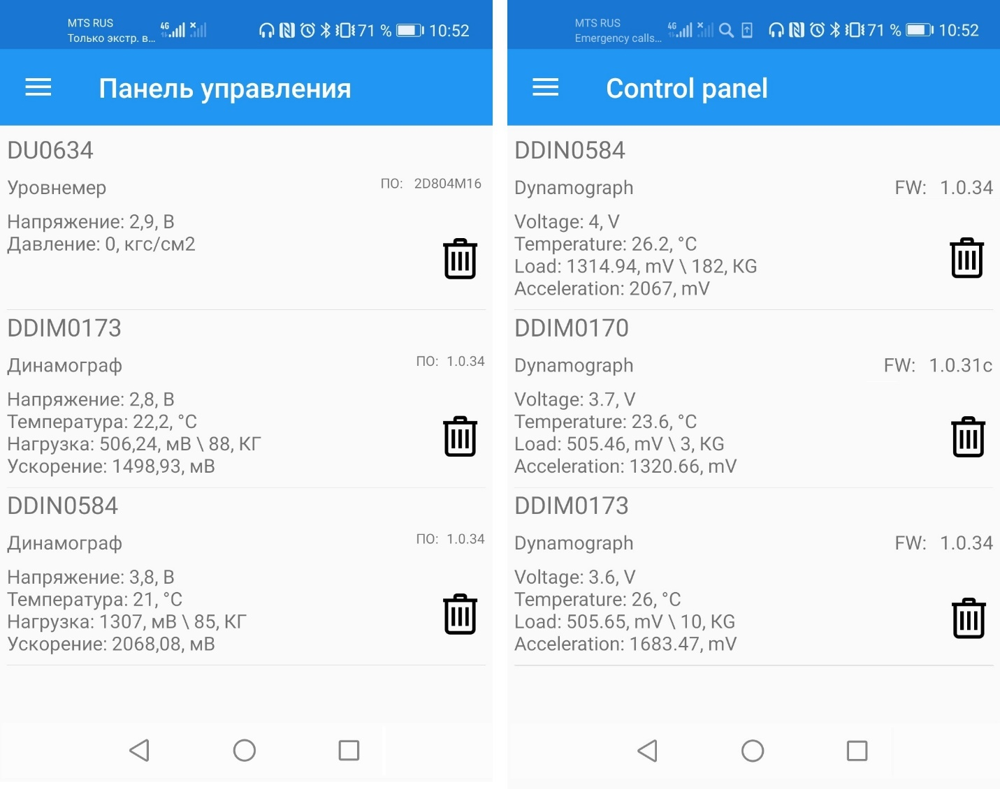 MTS RUS
Только экстр. в...
4G
71 %
10:52
Панель управления
DU0634
Уровнемер
ПО: 2D804M16
Напряжение: 2,9, В
Давление: 0, кгс/см2
DDIM0173
Динамограф
ПО: 1.0.34
Напряжение: 2,8, В
Температура: 22,2, °C
Нагрузка: 506,24, мВ \ 88, КГ
Ускорение: 1498,93, мВ
DDIN0584
Динамограф
ПО: 1.0.34
Напряжение: 3,8, В
Температура: 21, °C
Нагрузка: 1307, мВ \ 85, КГ
Ускорение: 2068,08, мВ
MTS RUS
Emergency calls...
4G
71 %
10:52
Control panel
DDIN0584
Dynamograph
FW: 1.0.34
Voltage: 4, V
Temperature: 26.2, °C
Load: 1314.94, mV \ 182, KG
Acceleration: 2067, mV
DDIM0170
Dynamograph
FW: 1.0.31c
Voltage: 3.7, V
Temperature: 23.6, °C
Load: 505.46, mV \ 3, KG
Acceleration: 1320.66, mV
DDIM0173
Dynamograph
FW: 1.0.34
Voltage: 3.6, V
Temperature: 26, °C
Load: 505.65, mV \ 10, KG
Acceleration: 1683.47, mV